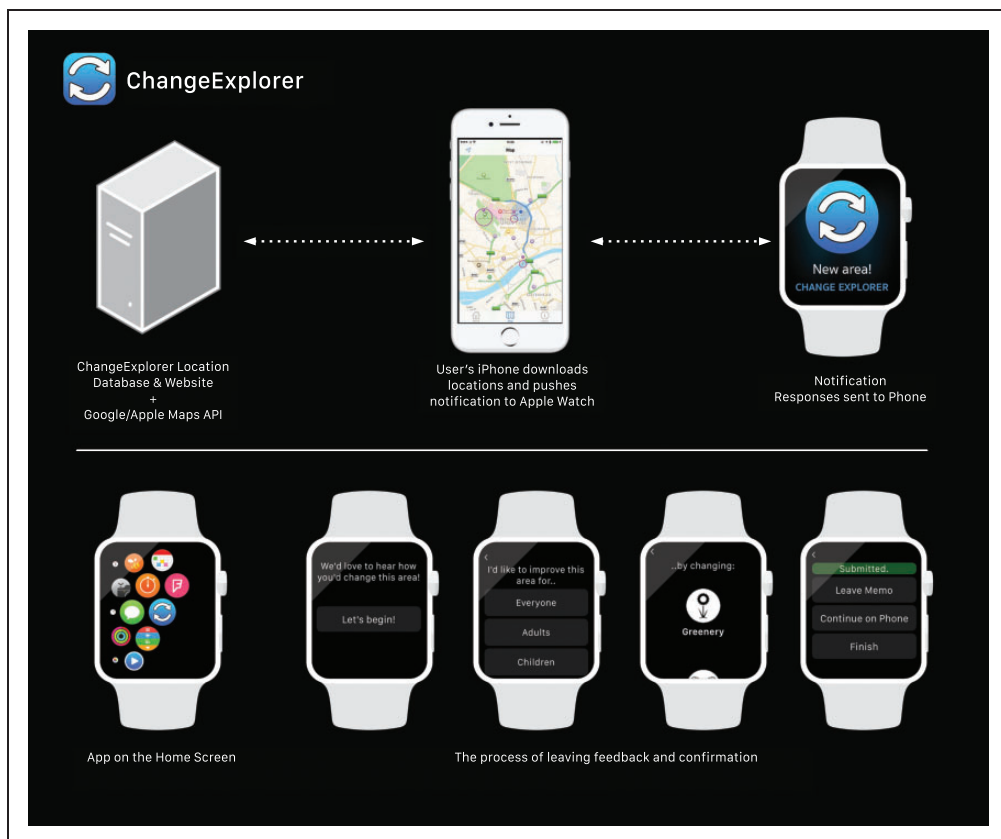 ChangeExplorer
Map
New area!
CHANGE EXPLORER
ChangeExplorer Location
Database & Website
+
Google/Apple Maps API
User's iPhone downloads
locations and pushes
notification to Apple Watch
Notification
Responses sent to Phone
We'd love to hear how
you'd change this area!
Let's begin!
I'd like to improve this
area for..
Everyone
Adults
Children
..by changing:
Greenery
Submitted.
Leave Memo
Continue on Phone
Finish
App on the Home Screen
The process of leaving feedback and confirmation